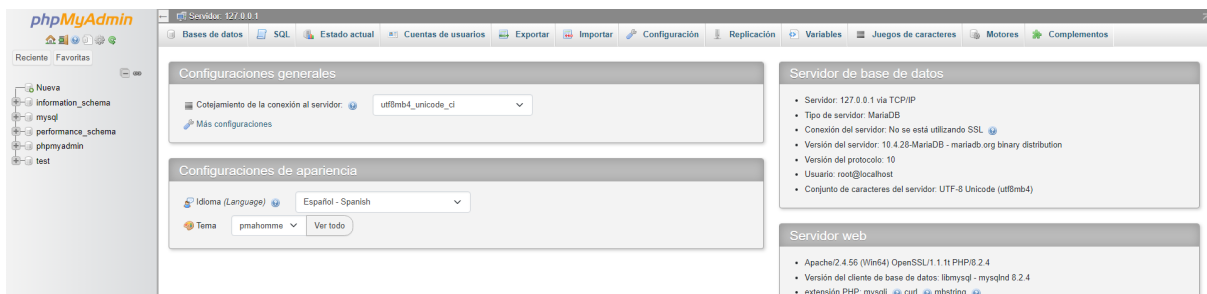 phpMyAdmin
Reciente Favoritas
Nueva
information_schema
mysql
performance_schema
phpmyadmin
test
Servidor: 127.0.0.1
Bases de datos SQL Estado actual Cuentas de usuarios Exportar Importar Configuración Replicación Variables Juegos de caracteres Motores Complementos
Configuraciones generales
Cotejamiento de la conexión al servidor: utf8mb4_unicode_ci
Más configuraciones
Configuraciones de apariencia
Idioma (Language) Español - Spanish
Tema pmahomme Ver todo
Servidor de base de datos
Servidor: 127.0.0.1 via TCP/IP
Tipo de servidor: MariaDB
Conexión del servidor: No se está utilizando SSL
Versión del servidor: 10.4.28-MariaDB - mariadb.org binary distribution
Versión del protocolo: 10
Usuario: root@localhost
Conjunto de caracteres del servidor: UTF-8 Unicode (utf8mb4)
Servidor web
Apache/2.4.56 (Win64) OpenSSL/1.1.1t PHP/8.2.4
Versión del cliente de base de datos: libmysql - mysqlnd 8.2.4
extensión PHP: mysqli curl mbstring